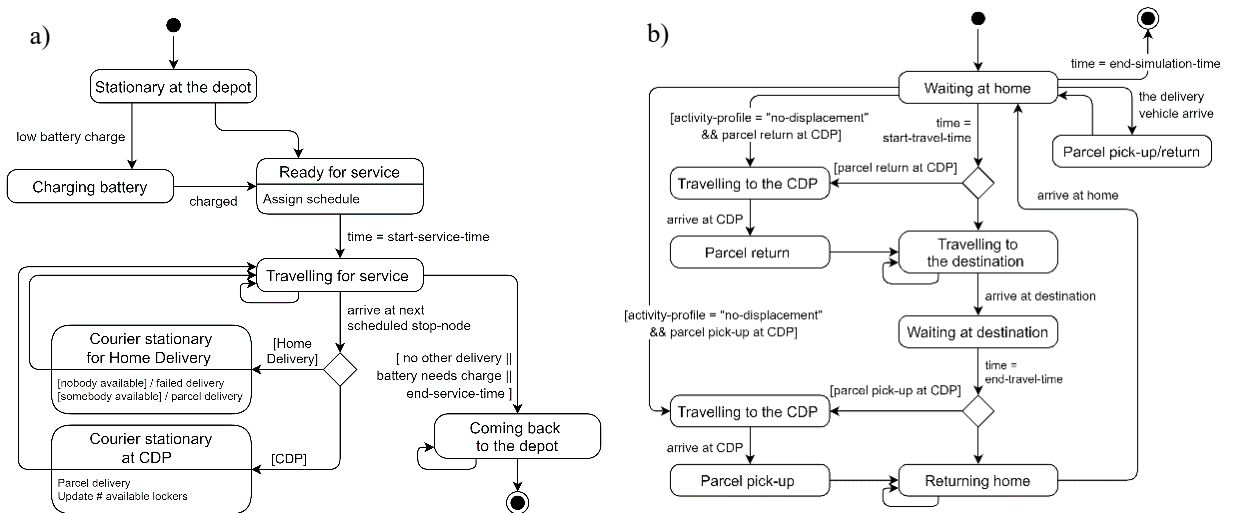 a)
Stationary at the depot
low battery charge
Charging battery
charged
Ready for service
Assign schedule
time = start-service-time
Travelling for service
arrive at next
scheduled stop-node
Courier stationary
for Home Delivery
[nobody available] / failed delivery
[somebody available] / parcel delivery
[Home
Delivery]
[ no other delivery ||
battery needs charge ||
end-service-time ]
Courier stationary
at CDP
Parcel delivery
Update # available lockers
[CDP]
Coming back
to the depot
b)
time = end-simulation-time
Waiting at home
the delivery
vehicle arrive
Parcel pick-up/return
[activity-profile = "no-displacement"
&& parcel return at CDP]
time =
start-travel-time
[parcel return at CDP]
Travelling to the CDP
arrive at home
arrive at CDP
Parcel return
Travelling to
the destination
arrive at destination
[activity-profile = "no-displacement"
&& parcel pick-up at CDP]
Waiting at destination
time =
end-travel-time
[parcel pick-up at CDP]
Travelling to the CDP
arrive at CDP
Parcel pick-up
Returning home